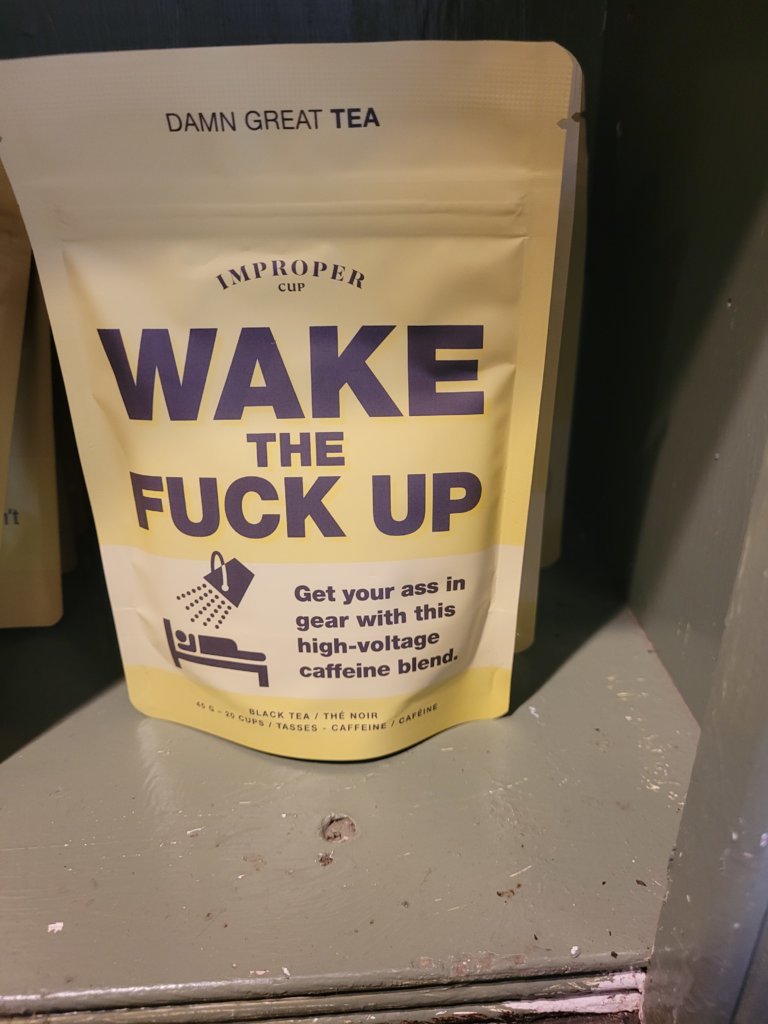 DAMN GREAT TEA
IMPROPER
CUP
WAKE
THE
FUCK UP
Get your ass in
gear with this
high-voltage
caffeine blend.
BLACK TEA / THÉ NOIR
45 G - 20 CUPS / TASSES - CAFFEINE / CAFÉINE